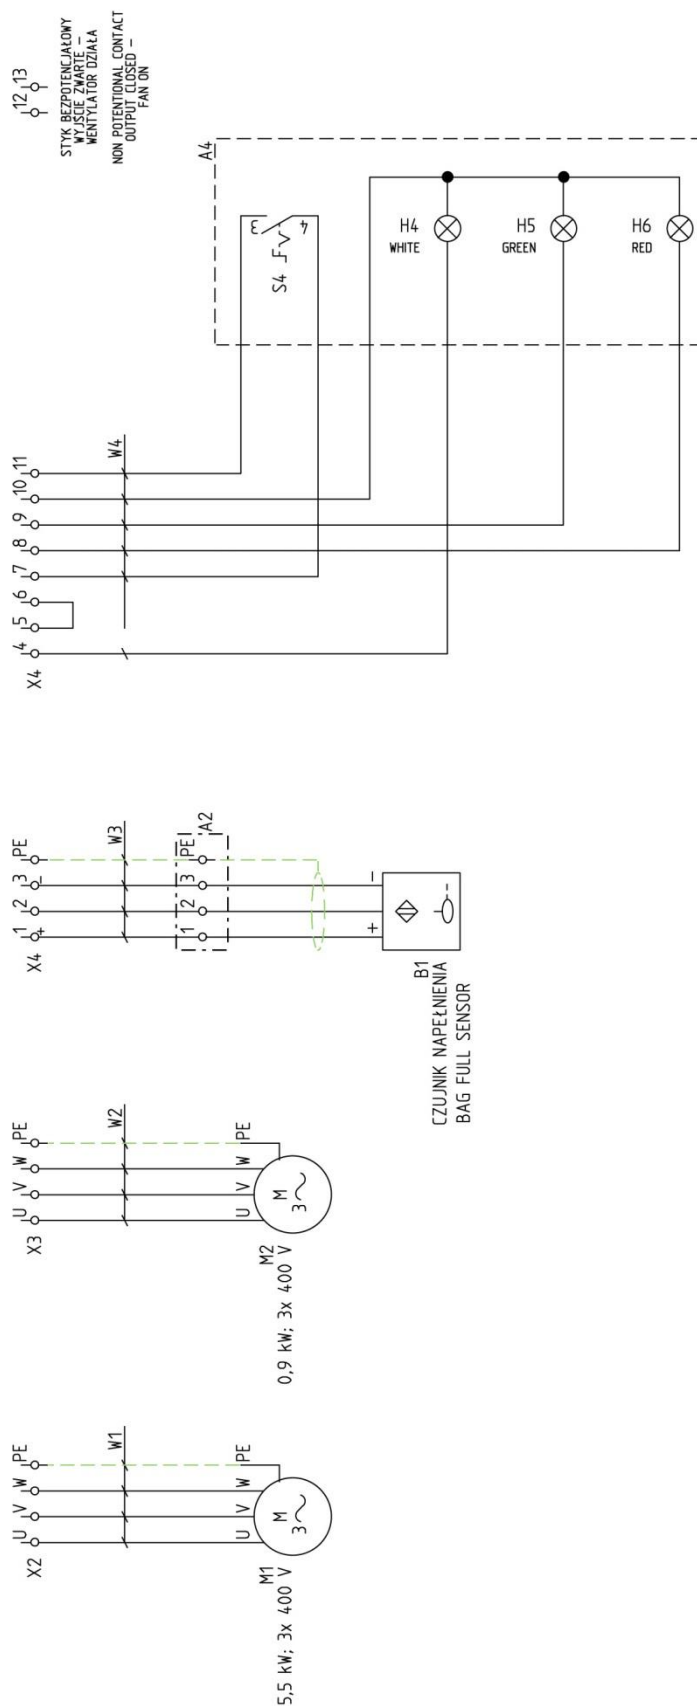 12 13
STYK BEZPOTENCJAŁOWY
WYJŚCIE ZWARTE –
WENTYLATOR DZIAŁA
NON POTENTIONAL CONTACT
OUTPUT CLOSED –
FAN ON
A4
3
4
S4
H4
WHITE
H5
GREEN
H6
RED
X4
4 5 6 7 8 9 10 11
W4
X4
1 2 3 PE
+ -
W3
A2
1 2 3 PE
+ -
B1
CZUJNIK NAPEŁNIENIA
BAG FULL SENSOR
X3
U V W PE
W2
U V W PE
M
3
M2
0,9 kW; 3x 400 V
X2
U V W PE
W1
U V W PE
M
3
M1
5,5 kW; 3x 400 V